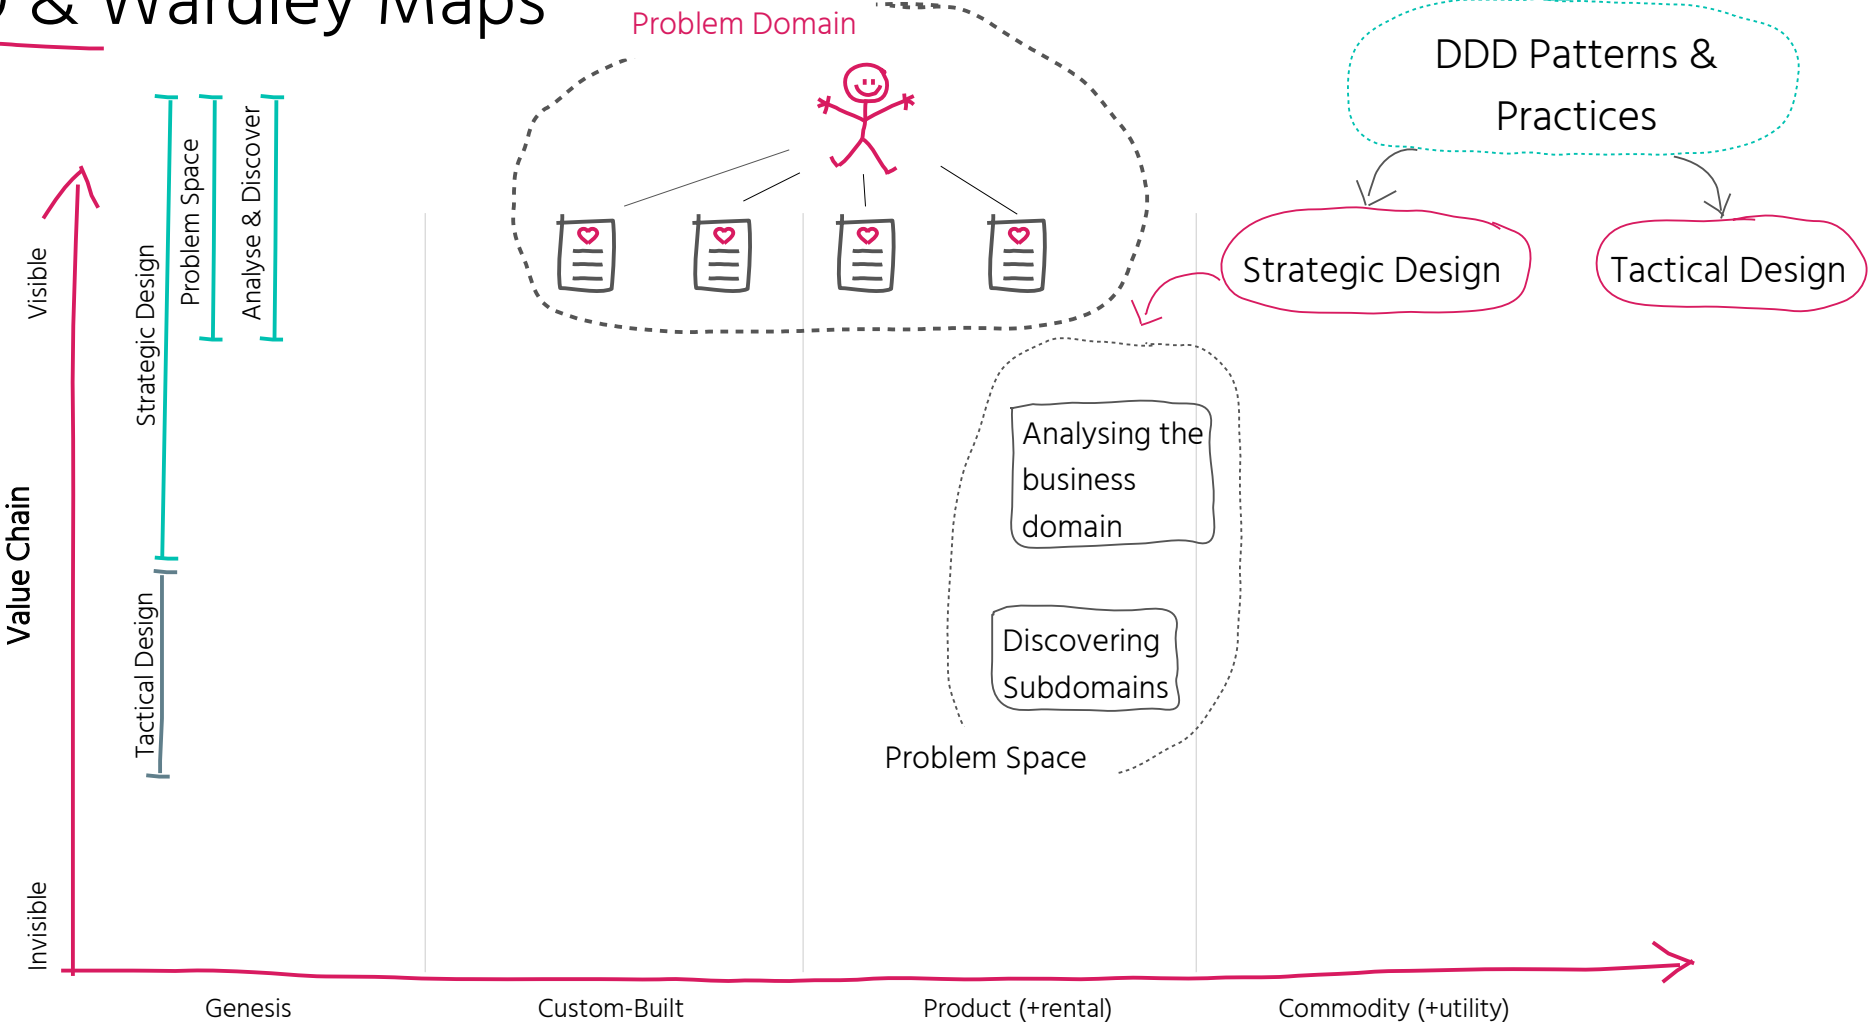 & Wardley Maps
Problem Domain
DDD Patterns &
Practices
Strategic Design
Tactical Design
Analyse & Discover
Problem Space
Strategic Design
Tactical Design
Visible
Value Chain
Invisible
Analysing the
business
domain
Discovering
Subdomains
Problem Space
Genesis
Custom-Built
Product (+rental)
Commodity (+utility)